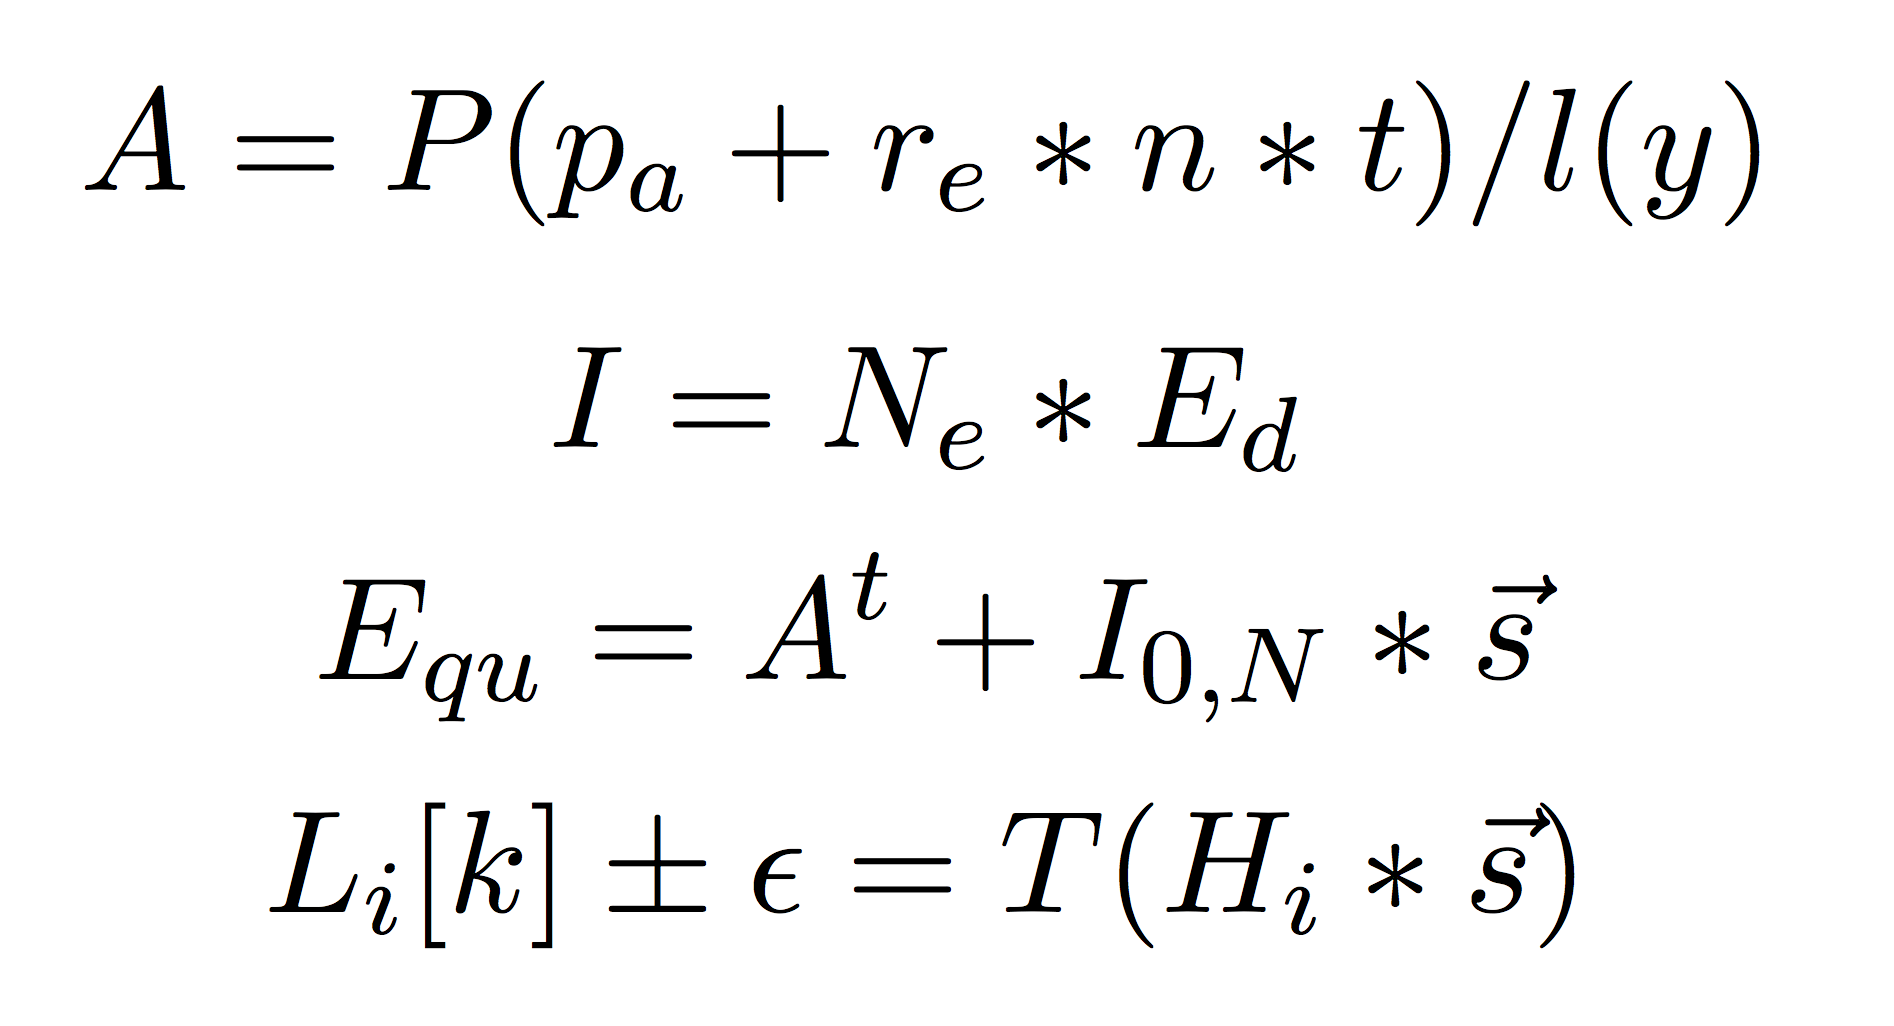 A = P(p_a + r_e * n * t)/l(y)
I = N_e * E_d
E_{qu} = A^t + I_{0,N} * \vec{s}
L_i[k] ± ϵ = T(H_i * \vec{s})